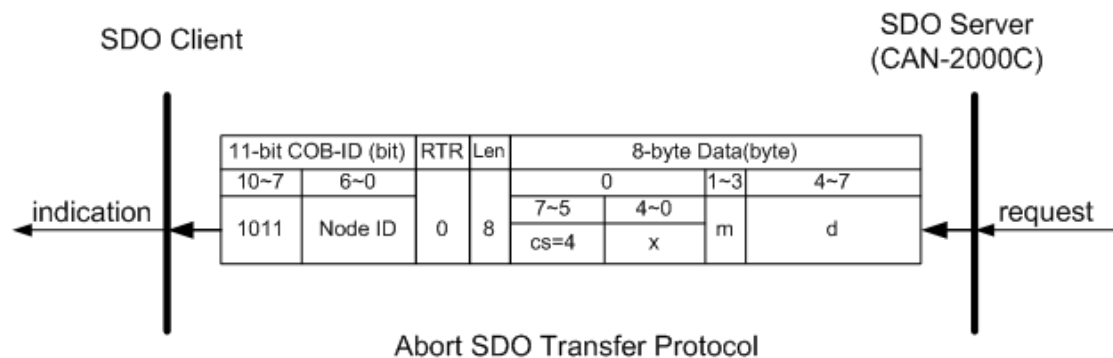 SDO Client
SDO Server
(CAN-2000C)
11-bit COB-ID (bit) RTR Len 8-byte Data(byte)
10~7 6~0 0 1~3 4~7
indication 1011 Node ID 0 8 7~5 4~0 m d request
cs=4 x
Abort SDO Transfer Protocol